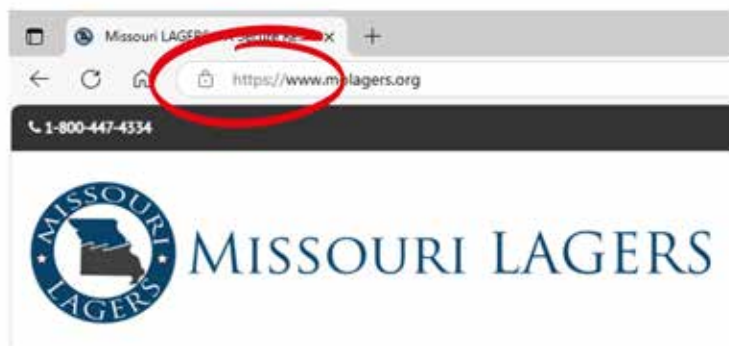 Missouri LAGERS
https://www.molagers.org
1-800-447-4334
MISSOURI
LAGERS
MISSOURI LAGERS